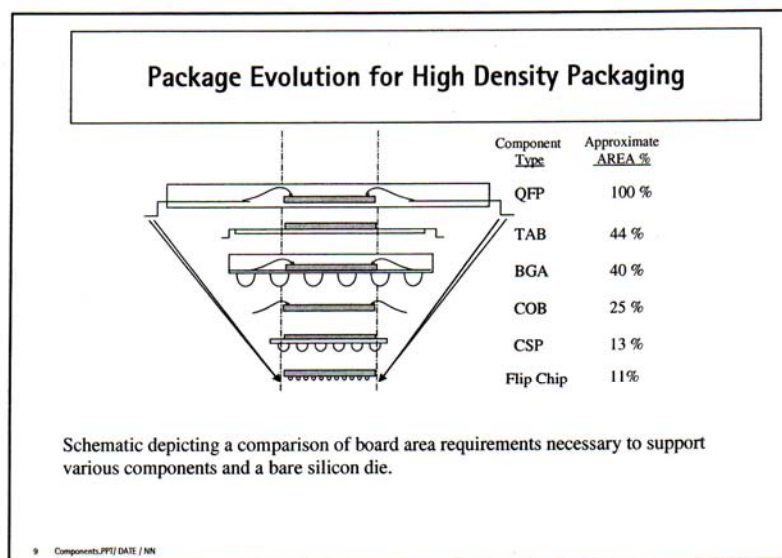 Package Evolution for High Density Packaging
Component Approximate
Type AREA %
QFP 100 %
TAB 44 %
BGA 40 %
COB 25 %
CSP 13 %
Flip Chip 11%
Schematic depicting a comparison of board area requirements necessary to support
various components and a bare silicon die.
9 Components.PPT/ DATE / NN